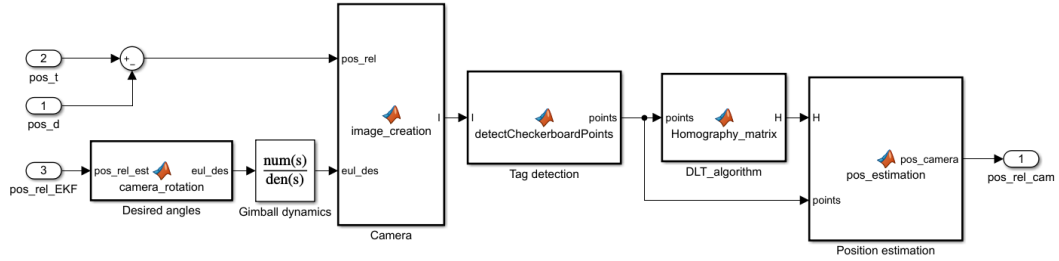 2
pos_t
+
_
1
pos_d
3
pos_rel_EKF
pos_rel_est
eul_des
camera_rotation
Desired angles
num(s)
den(s)
Gimball dynamics
pos_rel
I
image_creation
eul_des
Camera
I
points
detectCheckerboardPoints
Tag detection
points
H
Homography_matrix
DLT_algorithm
H
pos_camera
pos_estimation
points
Position estimation
1
pos_rel_cam